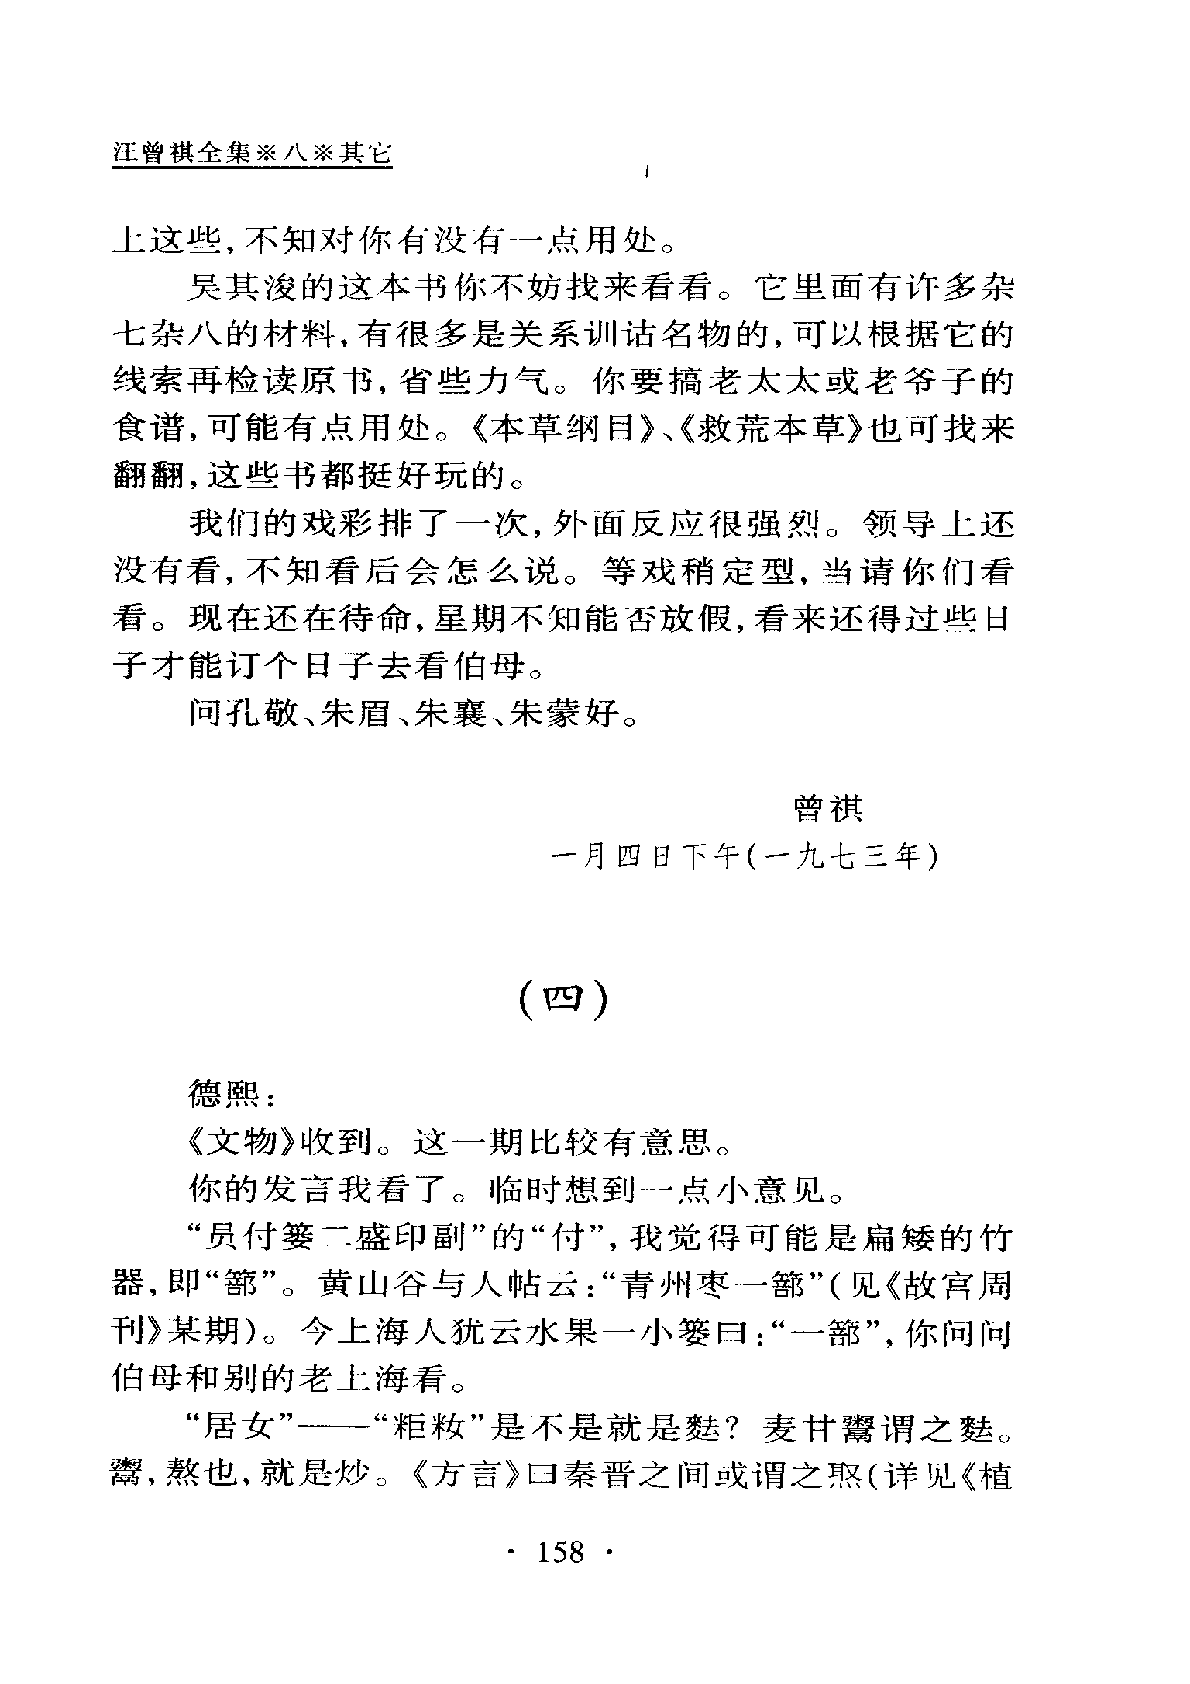 汪曾祺全集※八※其它
上这些,不知对你有没有一点用处。
吴其浚的这本书你不妨找来看看。它里面有许多杂
七杂八的材料,有很多是关系训诂名物的,可以根据它的
线索再检读原书,省些力气。你要搞老太太或老爷子的
食谱,可能有点用处。《本草纲目》、《救荒本草》也可找来
翻翻,这些书都挺好玩的。
我们的戏彩排了一次,外面反应很强烈。领导上还
没有看,不知看后会怎么说。等戏稍定型,当请你们看
看。现在还在待命,星期不知能否放假,看来还得过些日
子才能订个日子去看伯母。
问孔敬、朱眉、朱襄、朱蒙好。
曾祺
一月四日下午(一九七三年)
(四)
德熙:
《文物》收到。这一期比较有意思。
你的发言我看了。临时想到一点小意见。
“员付篓二盛印副”的“付”,我觉得可能是扁矮的竹
器,即“篰”。黄山谷与人帖云:“青州枣一篰”(见《故宫周
刊》某期)。今上海人犹云水果一小篓曰:“一篰”,你问问
伯母和别的老上海看。
“居女”——“粔籹”是不是就是麮?麦甘鬻谓之麮。
鬻,熬也,就是炒。《方言》曰秦晋之间或谓之焣(详见《植
· 158 ·